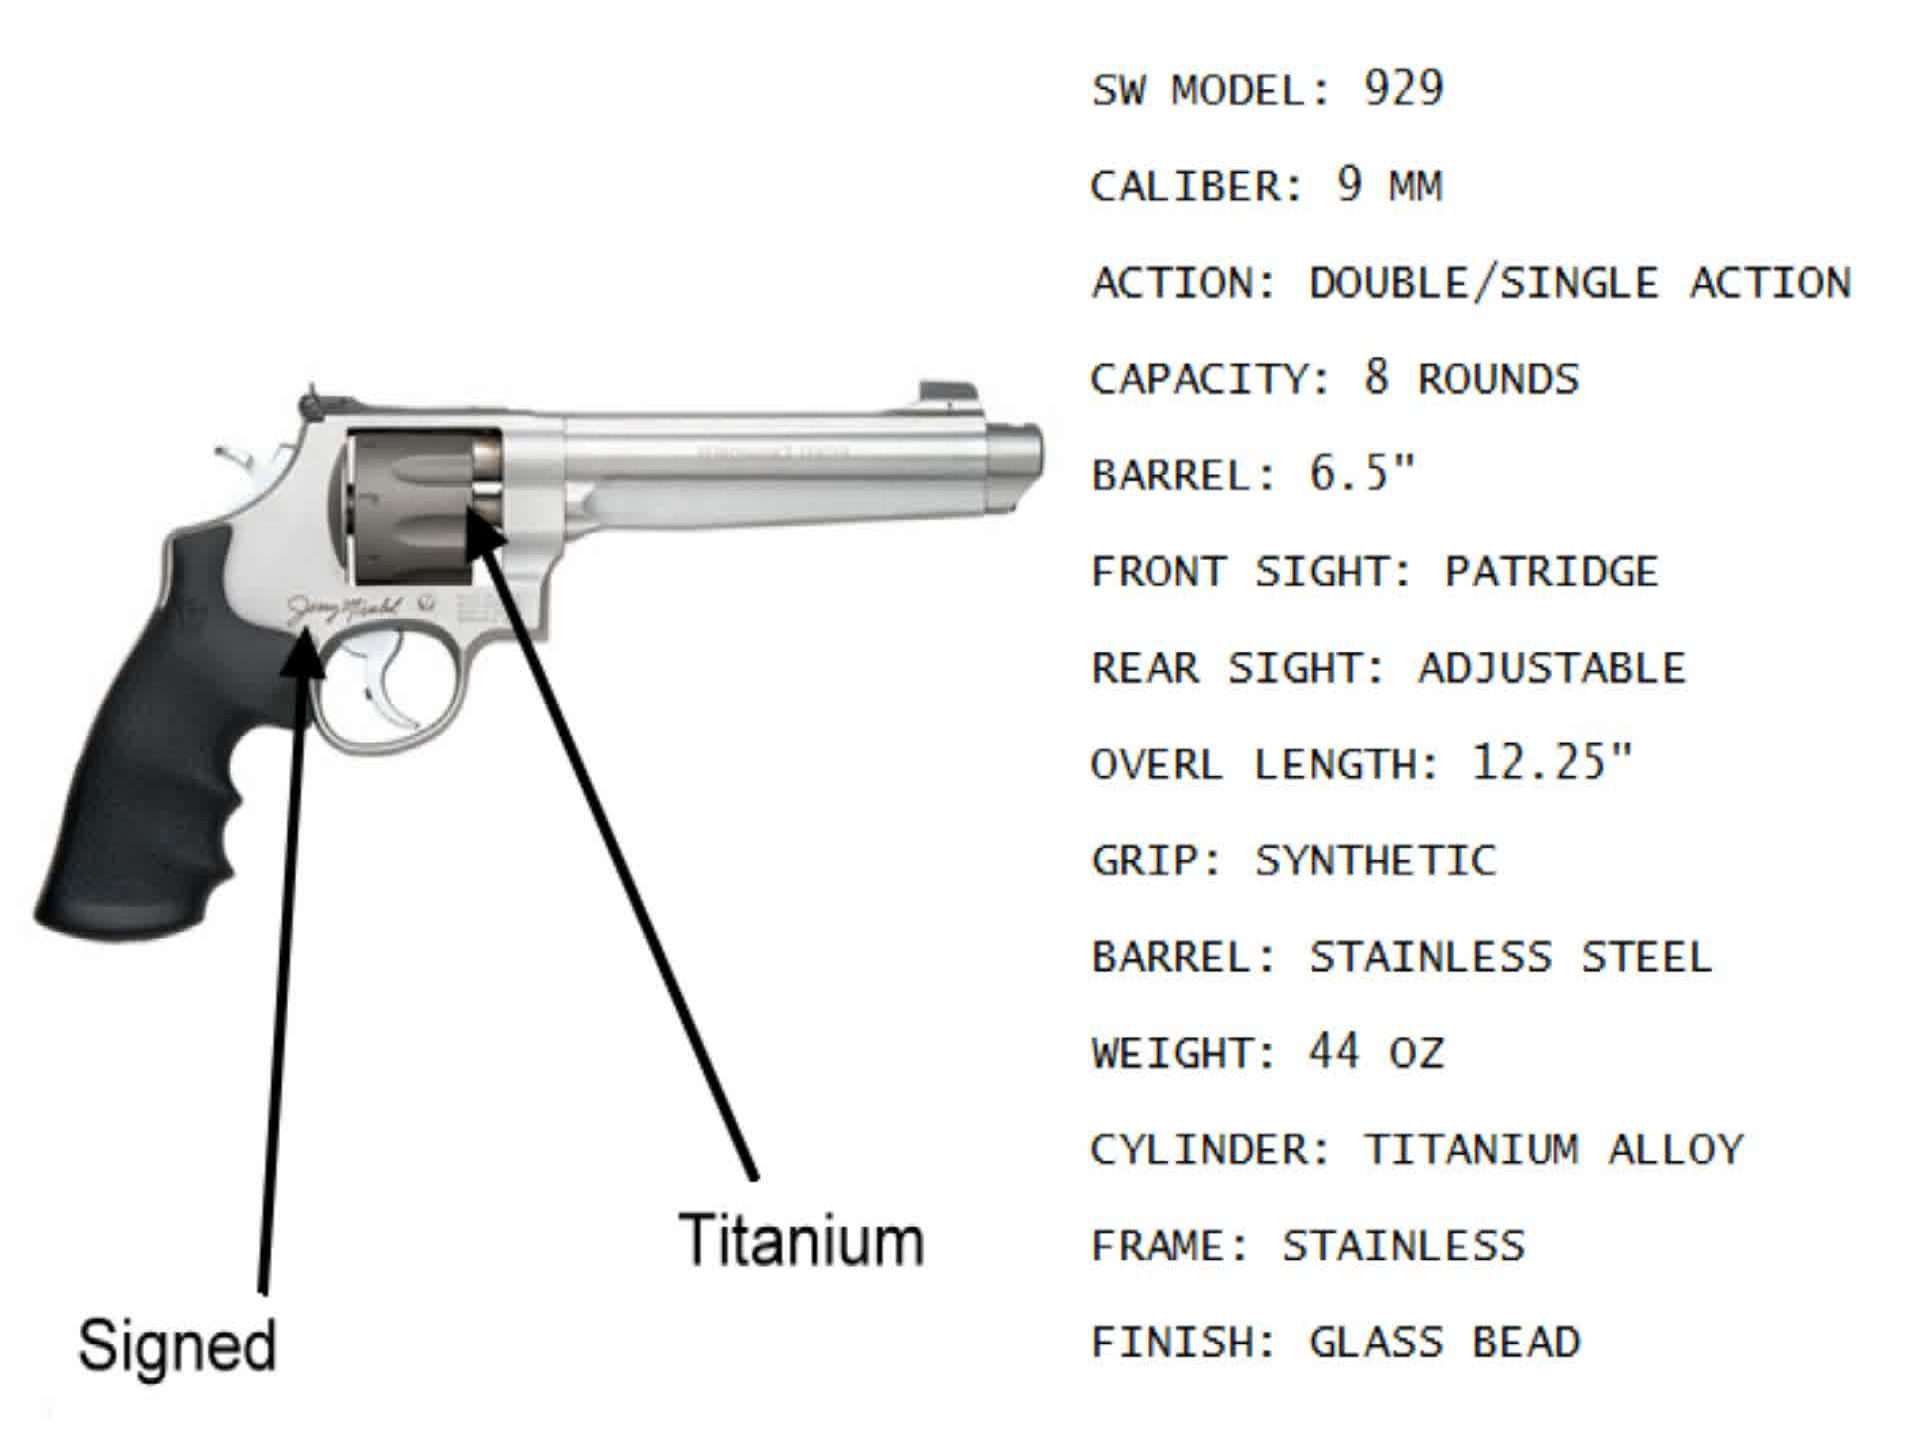 SW MODEL: 929
CALIBER: 9 MM
ACTION: DOUBLE/SINGLE ACTION
CAPACITY: 8 ROUNDS
BARREL: 6.5"
FRONT SIGHT: PATRIDGE
REAR SIGHT: ADJUSTABLE
OVERL LENGTH: 12.25"
GRIP: SYNTHETIC
BARREL: STAINLESS STEEL
WEIGHT: 44 OZ
CYLINDER: TITANIUM ALLOY
FRAME: STAINLESS
FINISH: GLASS BEAD
PERFORMANCE CENTER
Titanium
Signed